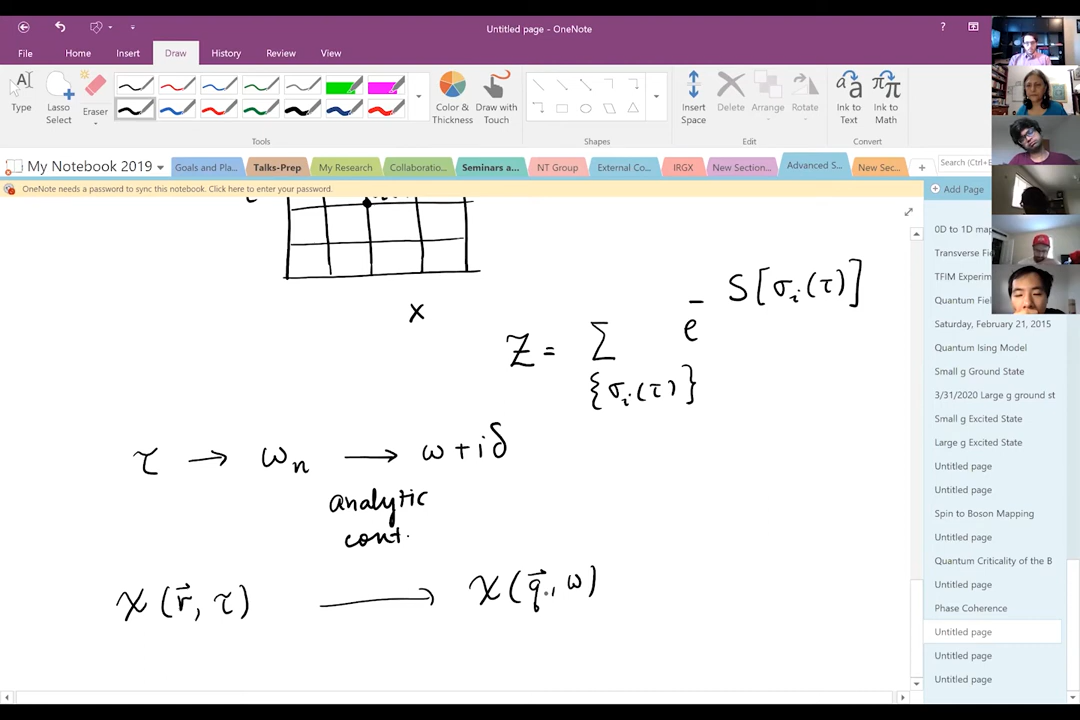 Untitled page - OneNote
?
File Home Insert Draw History Review View
Type
Lasso Select
Eraser
Color & Thickness
Draw with Touch
Insert Space
Delete
Arrange
Rotate
Ink to Text
Ink to Math
Tools
Shapes
Edit
Convert
My Notebook 2019
Goals and Pla...
Talks-Prep
My Research
Collaboratio...
Seminars a...
NT Group
External Co...
IRGX
New Section...
Advanced S...
New Sec...
+
Search (Ctrl+E
OneNote needs a password to sync this notebook. Click here to enter your password.
Add Page
0D to 1D map
Transverse Fi
TFIM Experim
Quantum Fiel
Saturday, February 21, 2015
Quantum Ising Model
Small g Ground State
3/31/2020 Large g ground st
Small g Excited State
Large g Excited State
Untitled page
Untitled page
Spin to Boson Mapping
Untitled page
Quantum Criticality of the B
Untitled page
Phase Coherence
Untitled page
Untitled page
Untitled page
x
Z = Σ e^{- S[σ_i(τ)]}
{σ_i(τ)}
τ → ω_n → ω + iδ
analytic
cont.
χ(r⃗, τ) → χ(q⃗, ω)